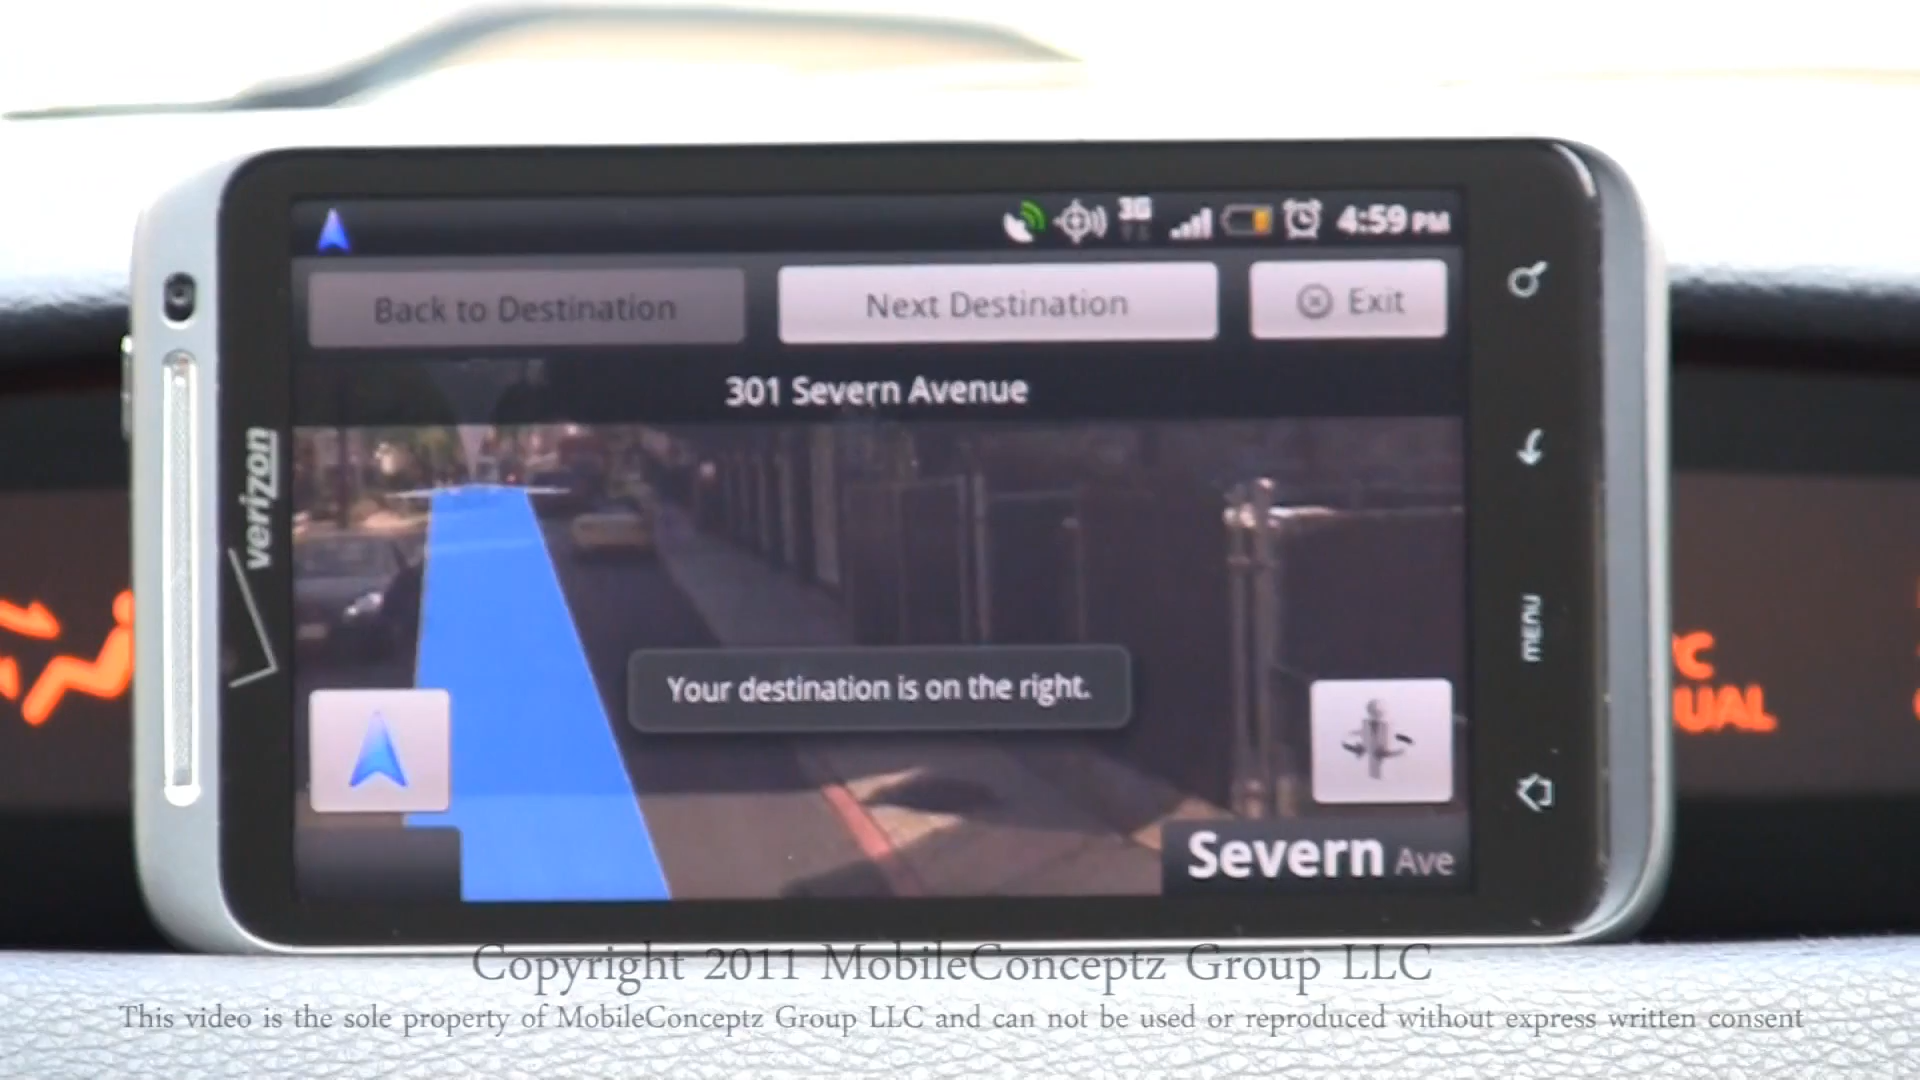 3G
4:59 PM
Back to Destination
Next Destination
Exit
301 Severn Avenue
verizon
Your destination is on the right.
MENU
UAL
Severn Ave
Copyright 2011 MobileConceptz Group LLC
This video is the sole property of MobileConceptz Group LLC and can not be used or reproduced without express written consent